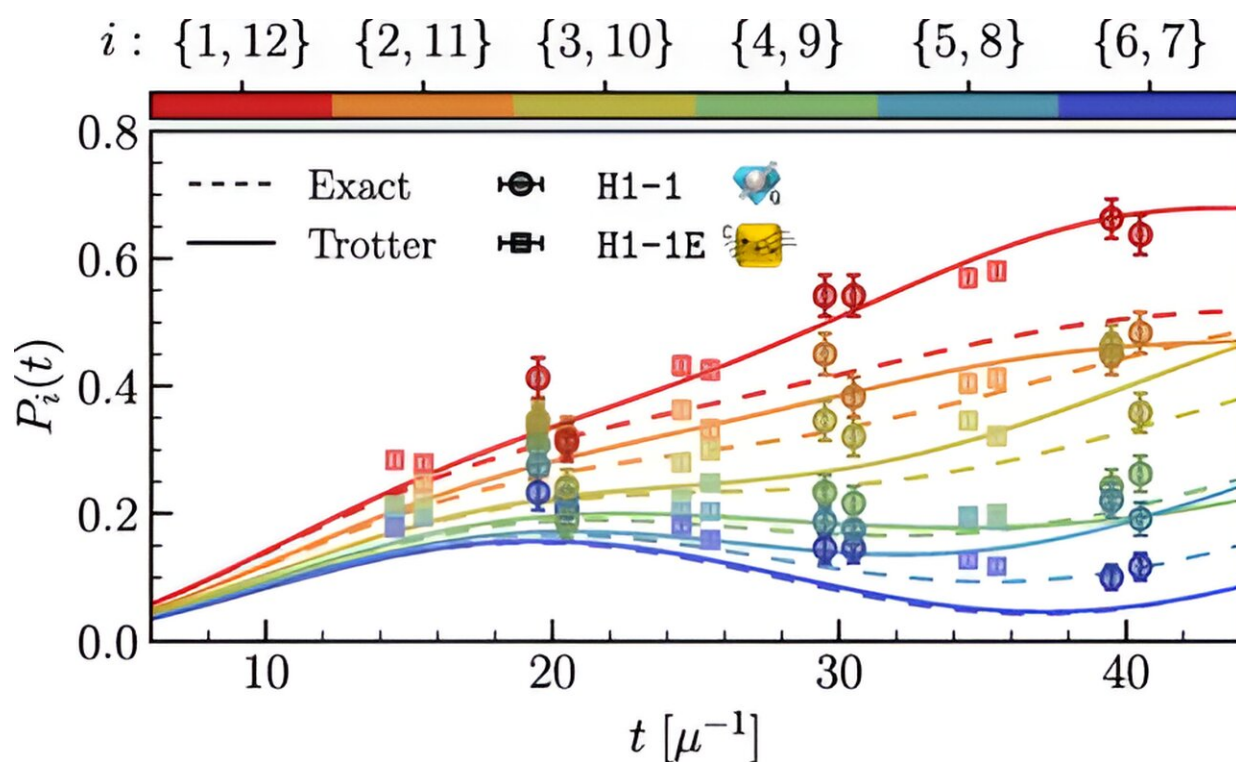 i : {1, 12} {2, 11} {3, 10} {4, 9} {5, 8} {6, 7}
0.8
Exact H1-1 Q
Trotter H1-1E C
0.6
0.4
0.2
0.0
P_i(t)
10 20 30 40
t [μ⁻¹]